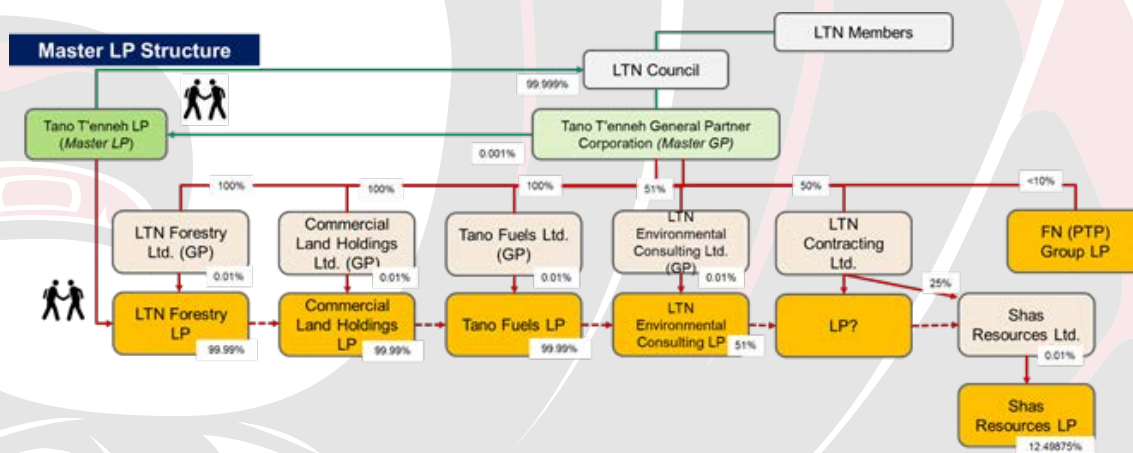 LTN Members
Master LP Structure
LTN Council
99.999%
Tano T'enneh LP
(Master LP)
Tano T'enneh General Partner
Corporation (Master GP)
0.001%
100%
100%
100%
51%
50%
<10%
LTN Forestry
Ltd. (GP)
0.01%
Commercial
Land Holdings
Ltd. (GP)
0.01%
Tano Fuels Ltd.
(GP)
0.01%
LTN
Environmental
Consulting Ltd.
(GP)
0.01%
LTN
Contracting
Ltd.
FN (PTP)
Group LP
25%
LTN Forestry
LP
99.99%
Commercial
Land Holdings
LP
99.99%
Tano Fuels LP
99.99%
LTN
Environmental
Consulting LP
51%
LP?
Shas
Resources Ltd.
0.01%
Shas
Resources LP
12.49875%